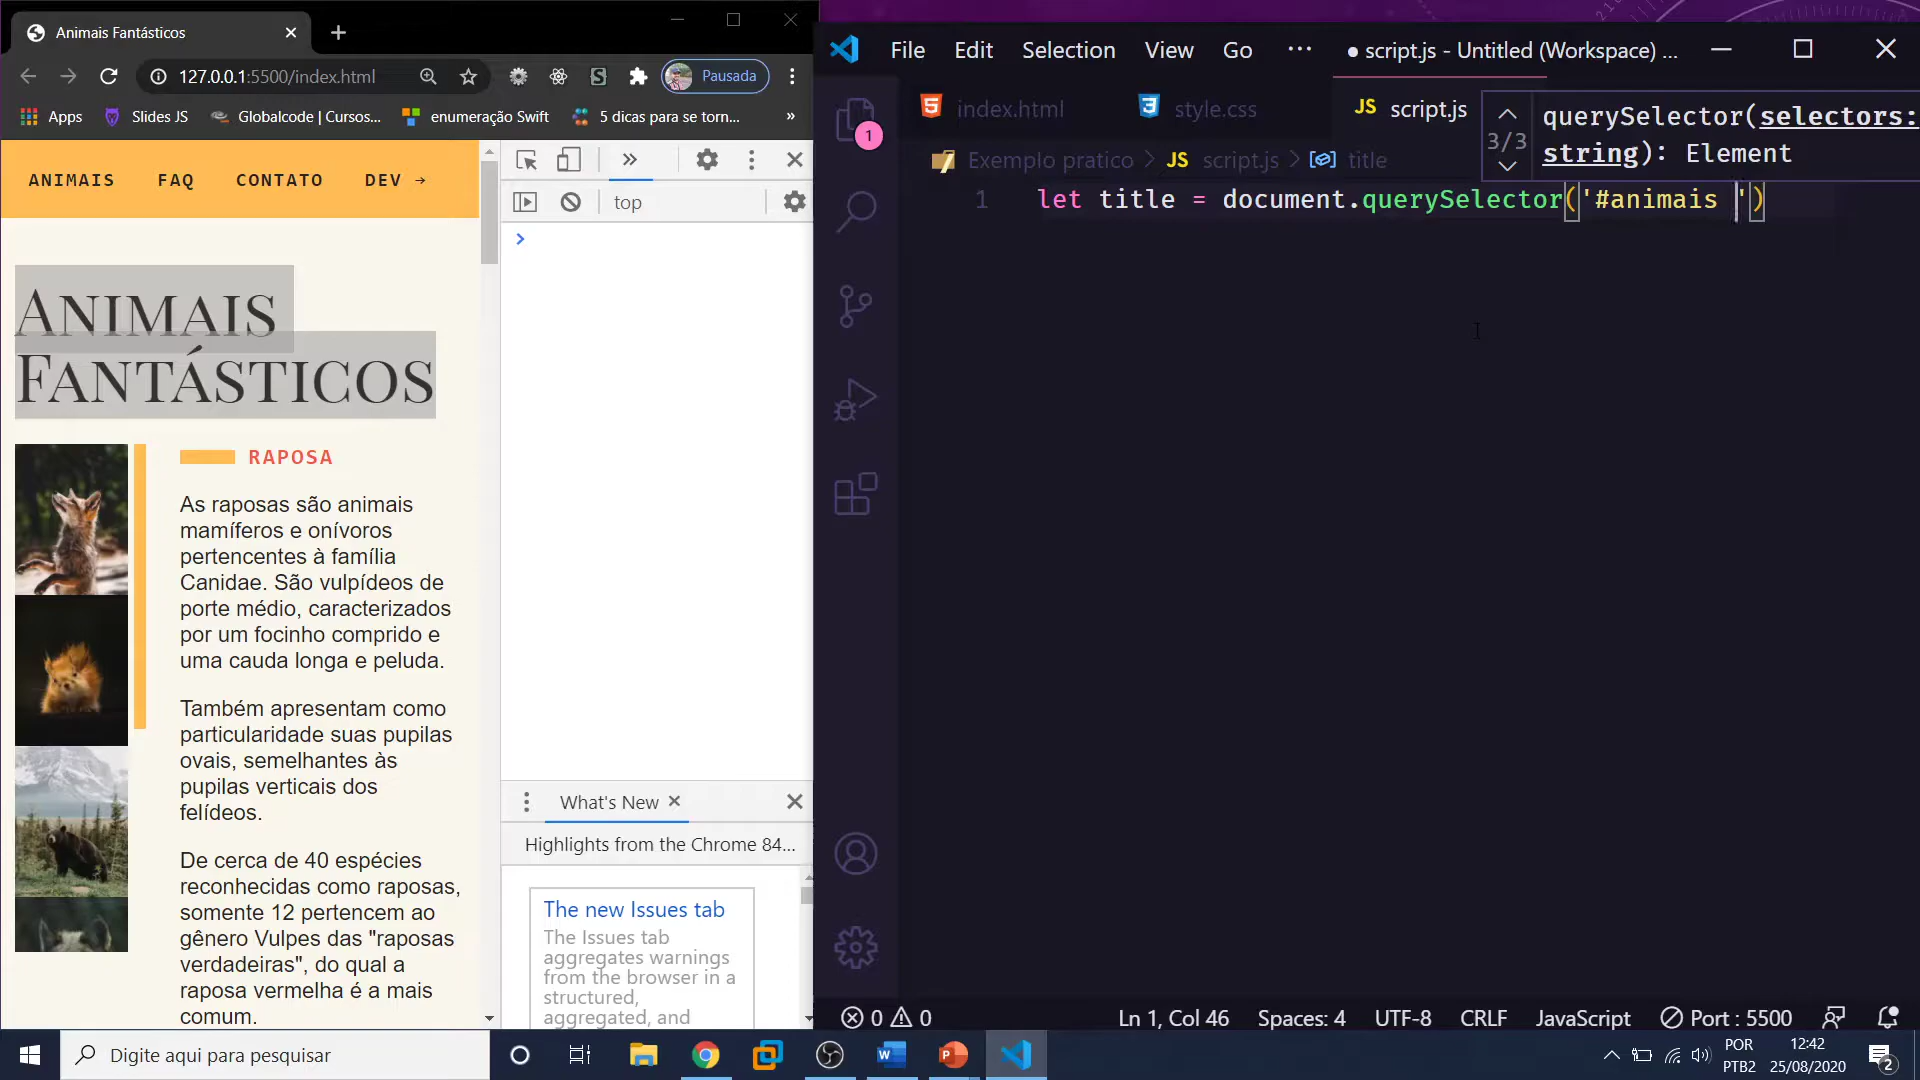 Animais Fantásticos
127.0.0.1:5500/index.html
Pausada
Apps
Slides JS
Globalcode | Cursos...
enumeração Swift
5 dicas para se torn...
»
ANIMAIS
FAQ
CONTATO
DEV →
ANIMAIS
FANTÁSTICOS
RAPOSA
As raposas são animais
mamíferos e onívoros
pertencentes à família
Canidae. São vulpídeos de
porte médio, caracterizados
por um focinho comprido e
uma cauda longa e peluda.
Também apresentam como
particularidade suas pupilas
ovais, semelhantes às
pupilas verticais dos
felídeos.
De cerca de 40 espécies
reconhecidas como raposas,
somente 12 pertencem ao
gênero Vulpes das "raposas
verdadeiras", do qual a
raposa vermelha é a mais
comum.
»
top
What's New
Highlights from the Chrome 84...
The new Issues tab
The Issues tab
aggregates warnings
from the browser in a
structured,
aggregated, and
File
Edit
Selection
View
Go
···
● script.js - Untitled (Workspace) ...
index.html
style.css
JS script.js
3/3
querySelector(selectors:
string): Element
Exemplo pratico > JS script.js > title
1
let title = document.querySelector('#animais ')
1
0
0
Ln 1, Col 46
Spaces: 4
UTF-8
CRLF
JavaScript
Port : 5500
Digite aqui para pesquisar
POR
PTB2
12:42
25/08/2020
2